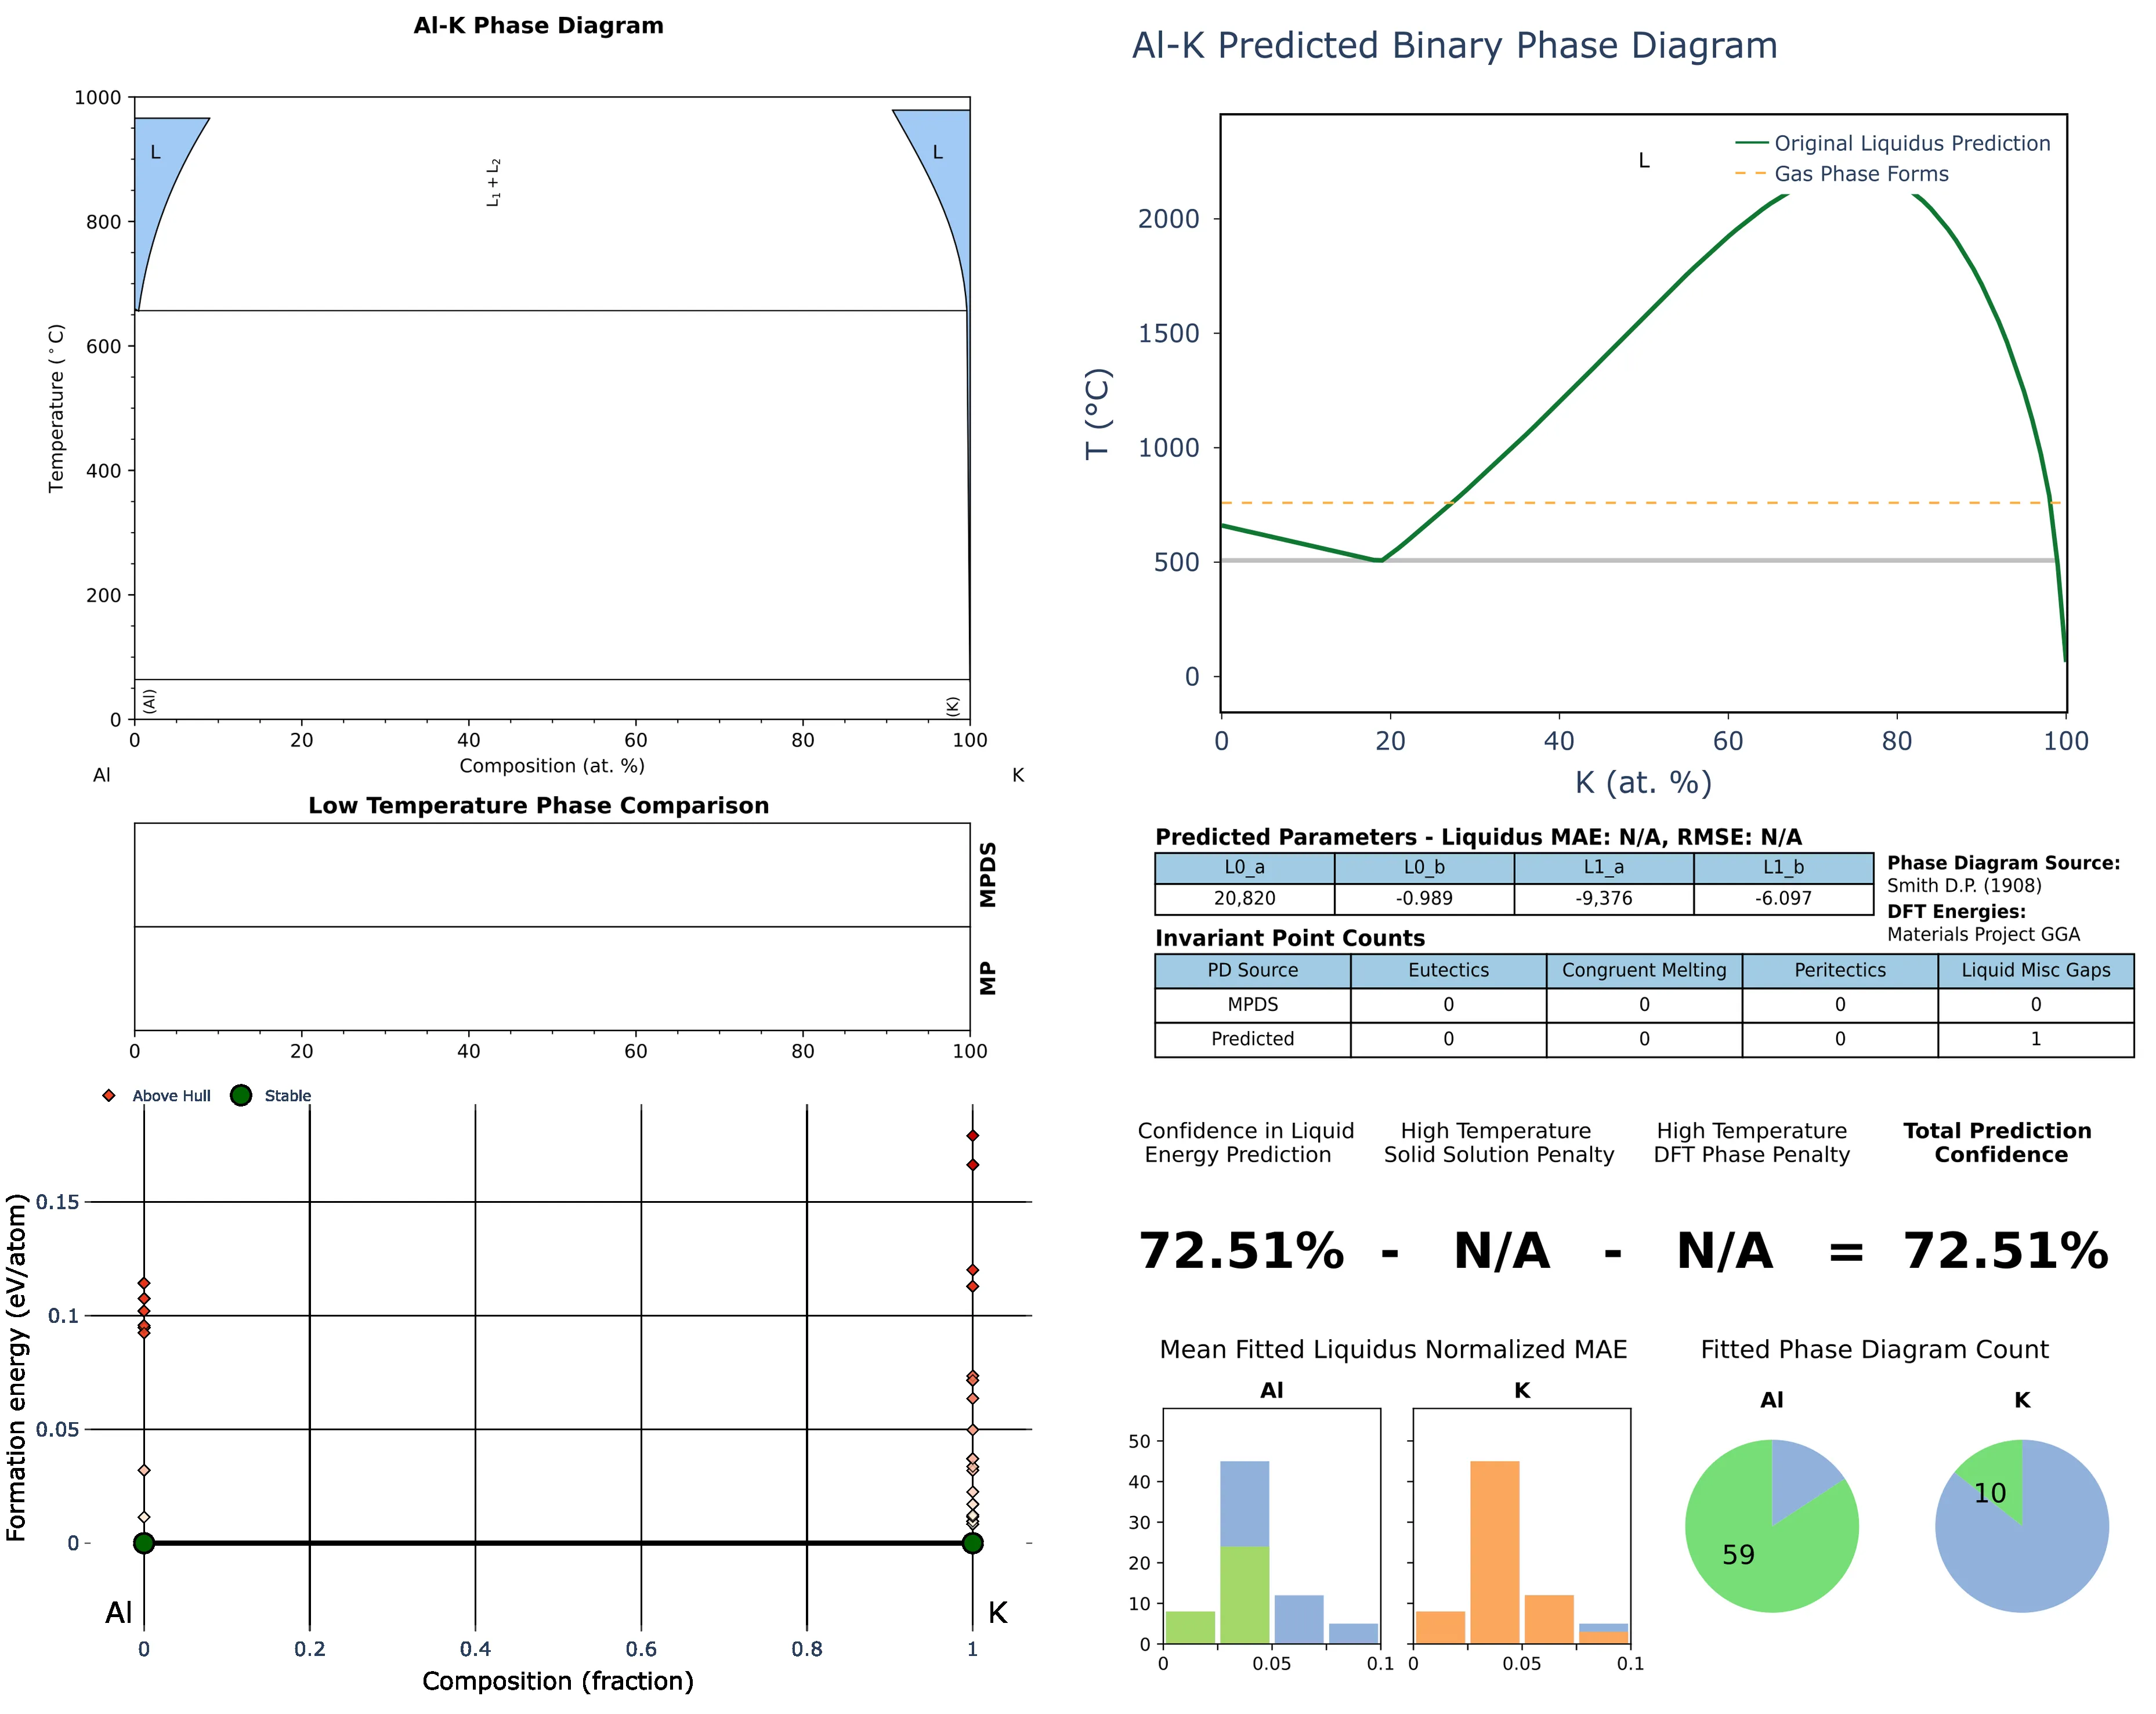 Al-K Phase Diagram
1000
800
600
400
200
0
Temperature (°C)
L
L
L₁ + L₂
(Al)
(K)
0 20 40 60 80 100
Composition (at. %)
Al K
Low Temperature Phase Comparison
MPDS
MP
0 20 40 60 80 100
Above Hull Stable
0.15
0.1
0.05
0
Formation energy (eV/atom)
Al K
0 0.2 0.4 0.6 0.8 1
Composition (fraction)
Al-K Predicted Binary Phase Diagram
L
Original Liquidus Prediction
Gas Phase Forms
2000
1500
1000
500
0
T (°C)
0 20 40 60 80 100
K (at. %)
Predicted Parameters - Liquidus MAE: N/A, RMSE: N/A
L0_a L0_b L1_a L1_b
20,820 -0.989 -9,376 -6.097
Phase Diagram Source:
Smith D.P. (1908)
DFT Energies:
Materials Project GGA
Invariant Point Counts
PD Source Eutectics Congruent Melting Peritectics Liquid Misc Gaps
MPDS 0 0 0 0
Predicted 0 0 0 1
Confidence in Liquid
Energy Prediction
High Temperature
Solid Solution Penalty
High Temperature
DFT Phase Penalty
Total Prediction
Confidence
72.51% - N/A - N/A = 72.51%
Mean Fitted Liquidus Normalized MAE
Al K
50
40
30
20
10
0
0 0.05 0.1
0 0.05 0.1
Fitted Phase Diagram Count
Al K
59
10